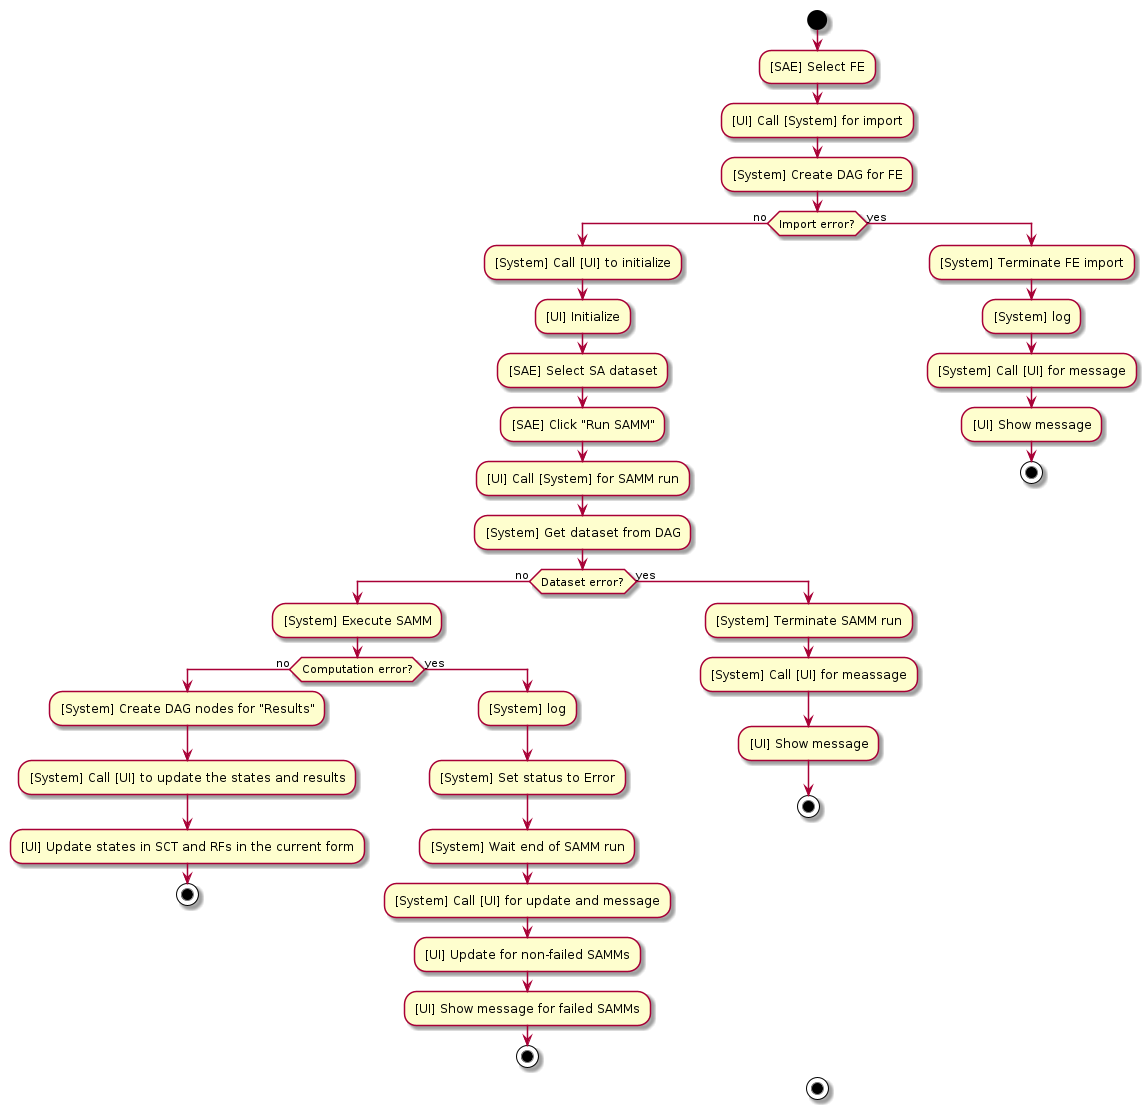 [SAE] Select FE
[UI] Call [System] for import
[System] Create DAG for FE
no
Import error?
yes
[System] Call [UI] to initialize
[System] Terminate FE import
[UI] Initialize
[System] log
[SAE] Select SA dataset
[System] Call [UI] for message
[SAE] Click "Run SAMM"
[UI] Show message
[UI] Call [System] for SAMM run
[System] Get dataset from DAG
no
Dataset error?
yes
[System] Execute SAMM
[System] Terminate SAMM run
no
Computation error?
yes
[System] Call [UI] for meassage
[System] Create DAG nodes for "Results"
[System] log
[UI] Show message
[System] Call [UI] to update the states and results
[System] Set status to Error
[UI] Update states in SCT and RFs in the current form
[System] Wait end of SAMM run
[System] Call [UI] for update and message
[UI] Update for non-failed SAMMs
[UI] Show message for failed SAMMs